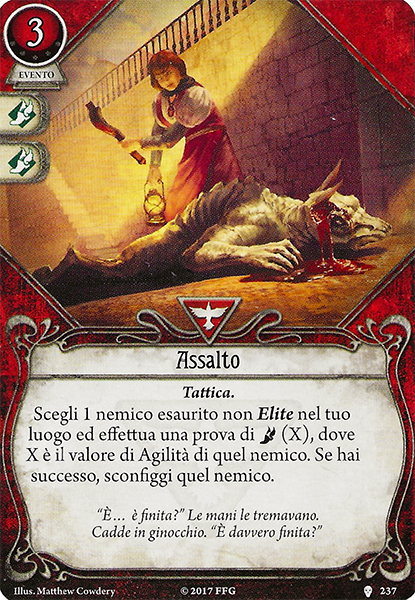 3
EVENTO
Assalto
Tattica.
Scegli 1 nemico esaurito non Elite nel tuo
luogo ed effettua una prova di (X), dove
X è il valore di Agilità di quel nemico. Se hai
successo, sconfiggi quel nemico.
“È… è finita?” Le mani le tremavano.
Cadde in ginocchio. “È davvero finita?”
Illus. Matthew Cowdery © 2017 FFG 237